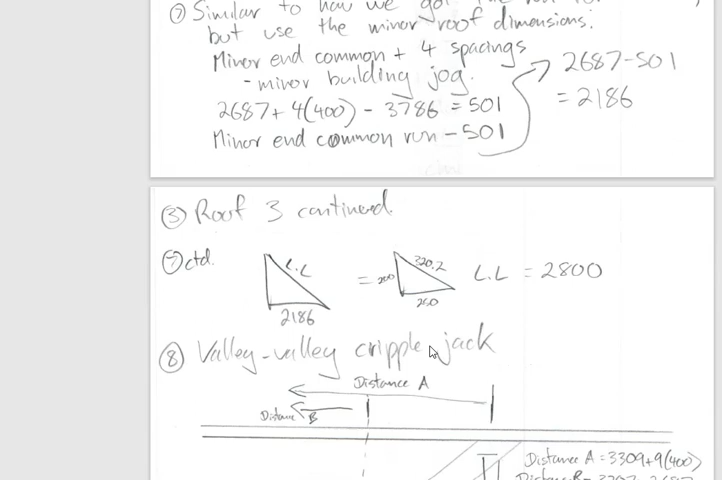 ⑦ Similar to how we got
but use the minor roof dimensions.
Minor end common + 4 spacings
- minor building jog.
2687 + 4(400) - 3786 = 501
Minor end common run - 501
2687 - 501
= 2186
③ Roof 3 continued.
⑦ ctd.
L.L
2186
=
200
320.2
250
L.L = 2800
⑧ Valley-valley cripple jack
Distance A
Distance B
Distance A = 3309 + 9(400)